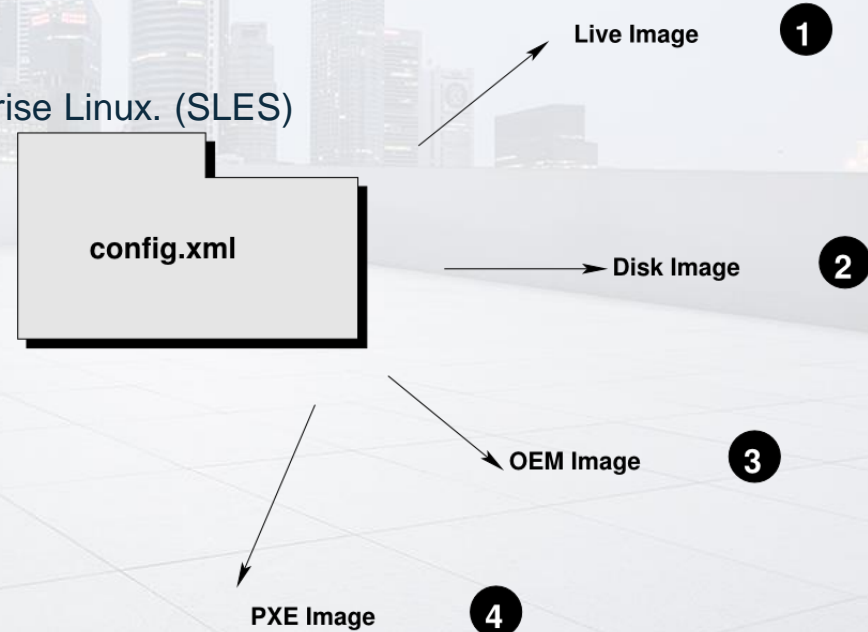 Live Image 1
rise Linux. (SLES)
config.xml
Disk Image 2
OEM Image 3
PXE Image 4